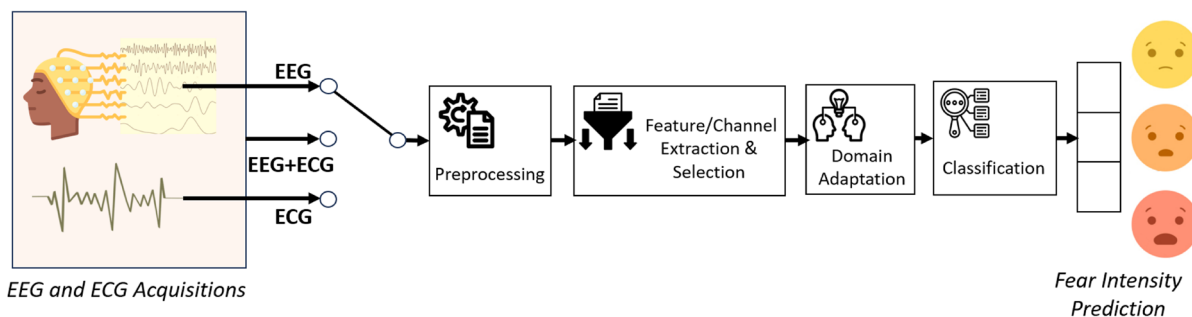 EEG
EEG+ECG
ECG
EEG and ECG Acquisitions
Preprocessing
Feature/Channel
Extraction &
Selection
Domain
Adaptation
Classification
Fear Intensity
Prediction